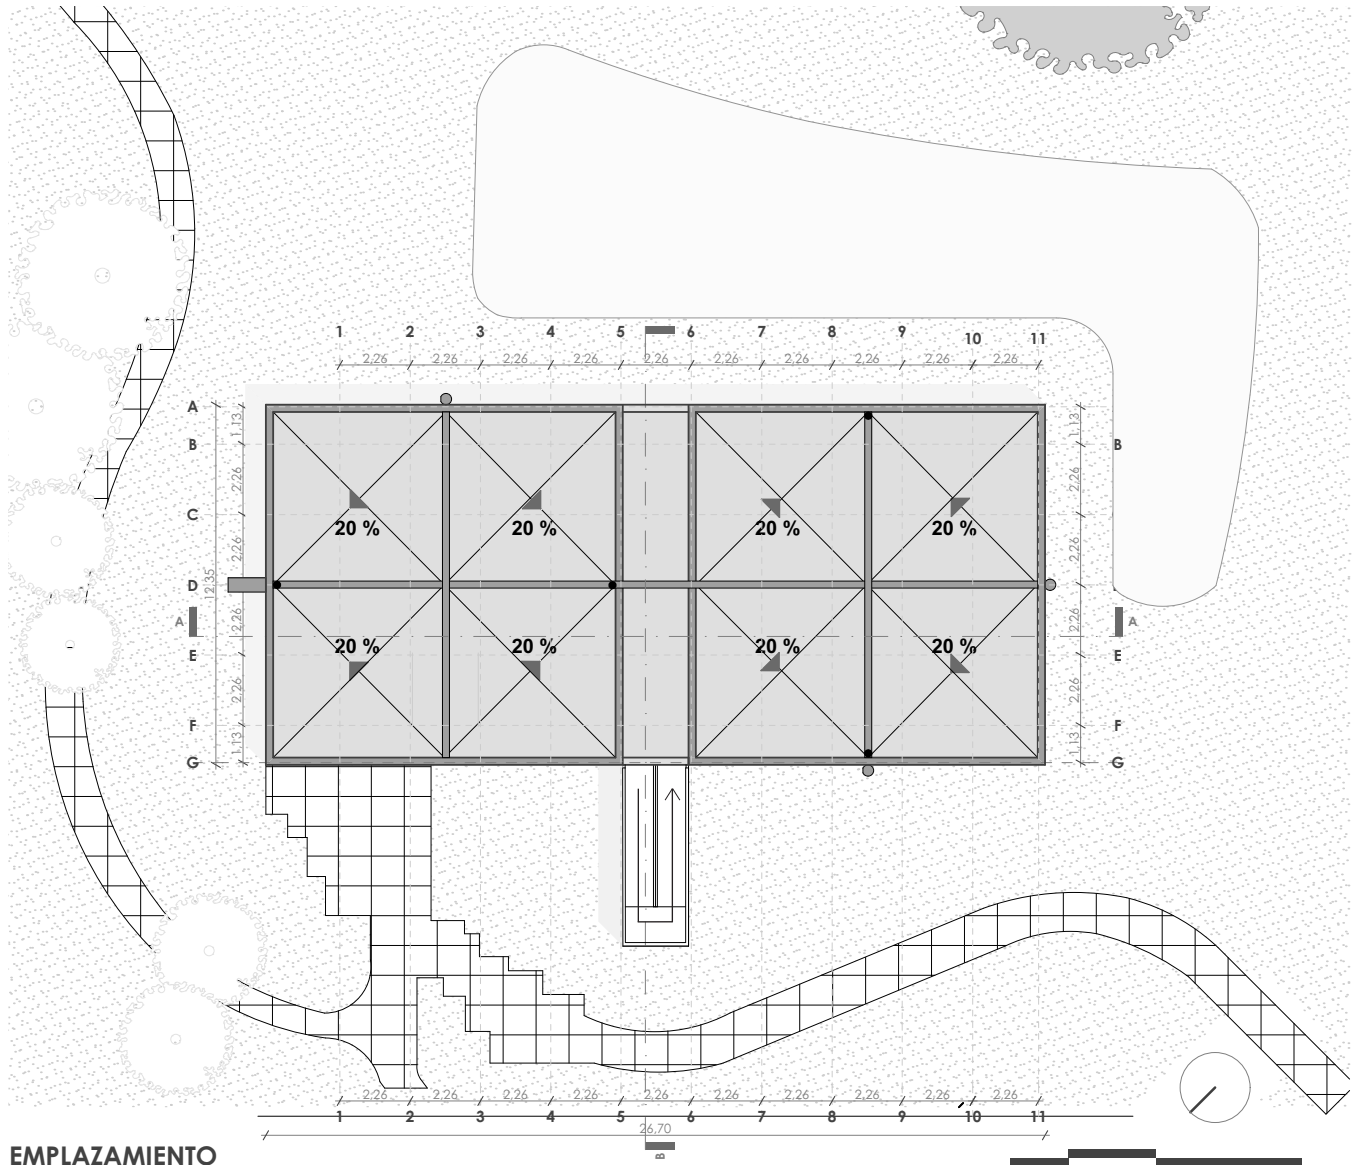 1 2 3 4 5 6 7 8 9 10 11
2,26 2,26 2,26 2,26 2,26 2,26 2,26 2,26 2,26 2,26
A
1,13 1,13
B B
2,26 2,26
C
20 % 20 % 20 % 20 %
2,26 2,26
D
12,35
2,26 2,26
A A
20 % 20 % 20 % 20 %
E E
2,26 2,26
F F
1,13 1,13
G G
2,26 2,26 2,26 2,26 2,26 2,26 2,26 2,26 2,26 2,26
1 2 3 4 5 6 7 8 9 10 11
26,70
B
EMPLAZAMIENTO